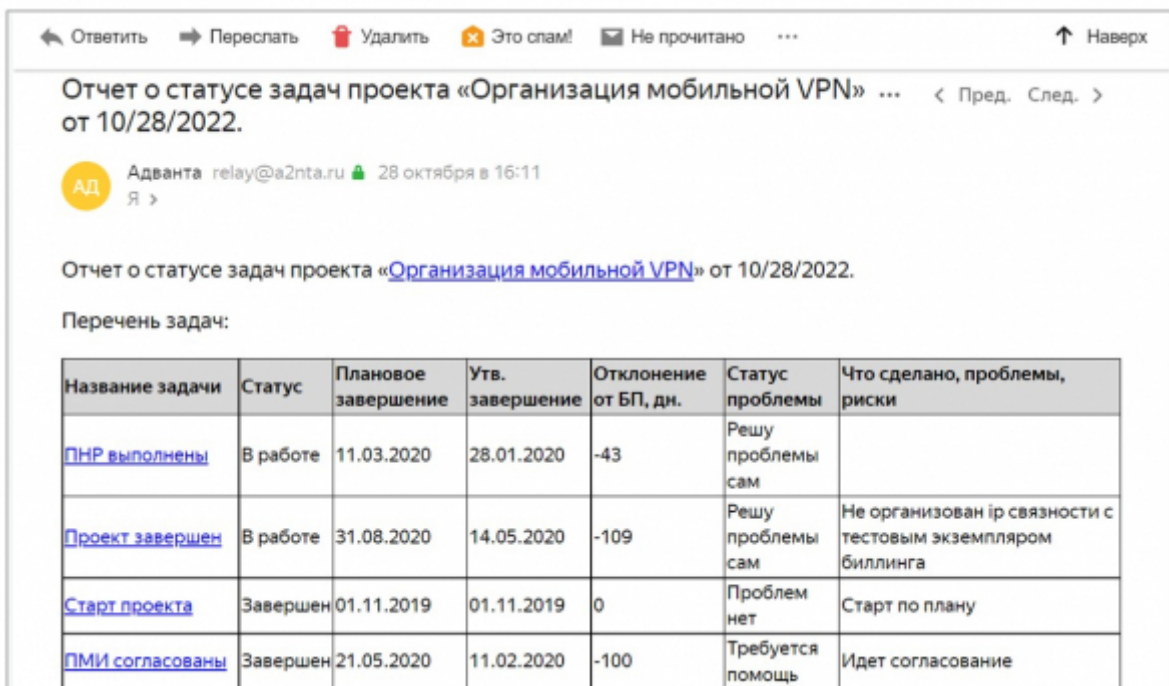 Ответить Переслать Удалить Это спам! Не прочитано ... Наверх
Отчет о статусе задач проекта «Организация мобильной VPN» ... < Пред. След. >
от 10/28/2022.
АД
Адванта relay@a2nta.ru 28 октября в 16:11
Я >
Отчет о статусе задач проекта «Организация мобильной VPN» от 10/28/2022.
Перечень задач:
Название задачи Статус Плановое завершение Утв. завершение Отклонение от БП, дн. Статус проблемы Что сделано, проблемы, риски
ПНР выполнены В работе 11.03.2020 28.01.2020 -43 Решу проблемы сам
Проект завершен В работе 31.08.2020 14.05.2020 -109 Решу проблемы сам Не организован ip связности с тестовым экземпляром биллинга
Старт проекта Завершен 01.11.2019 01.11.2019 0 Проблем нет Старт по плану
ПМИ согласованы Завершен 21.05.2020 11.02.2020 -100 Требуется помощь Идет согласование